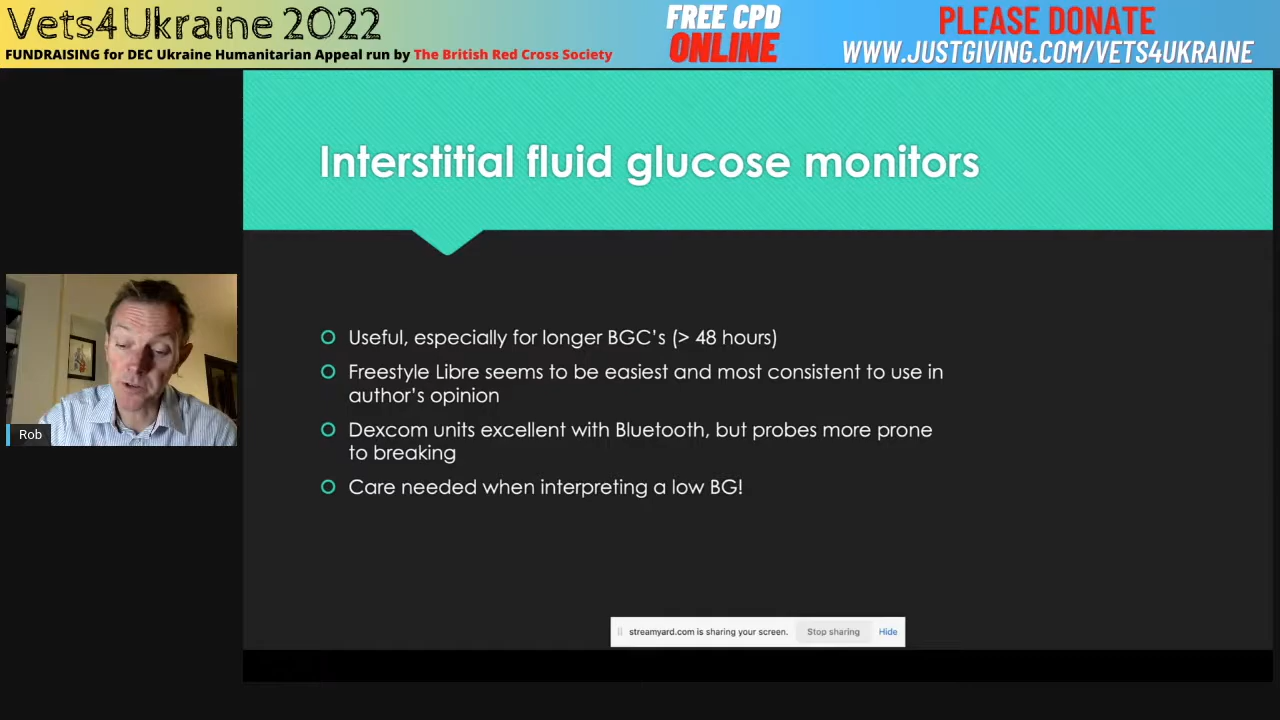 Vets4Ukraine 2022
FUNDRAISING for DEC Ukraine Humanitarian Appeal run by The British Red Cross Society
FREE CPD
ONLINE
PLEASE DONATE
WWW.JUSTGIVING.COM/VETS4UKRAINE
Interstitial fluid glucose monitors
Useful, especially for longer BGC's (> 48 hours)
Freestyle Libre seems to be easiest and most consistent to use in
author's opinion
Dexcom units excellent with Bluetooth, but probes more prone
to breaking
Care needed when interpreting a low BG!
Rob
streamyard.com is sharing your screen. Stop sharing Hide